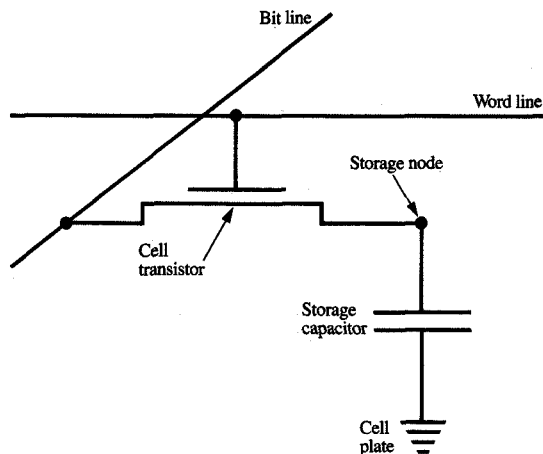 Bit line
Word line
Storage node
Cell
transistor
Storage
capacitor
Cell
plate